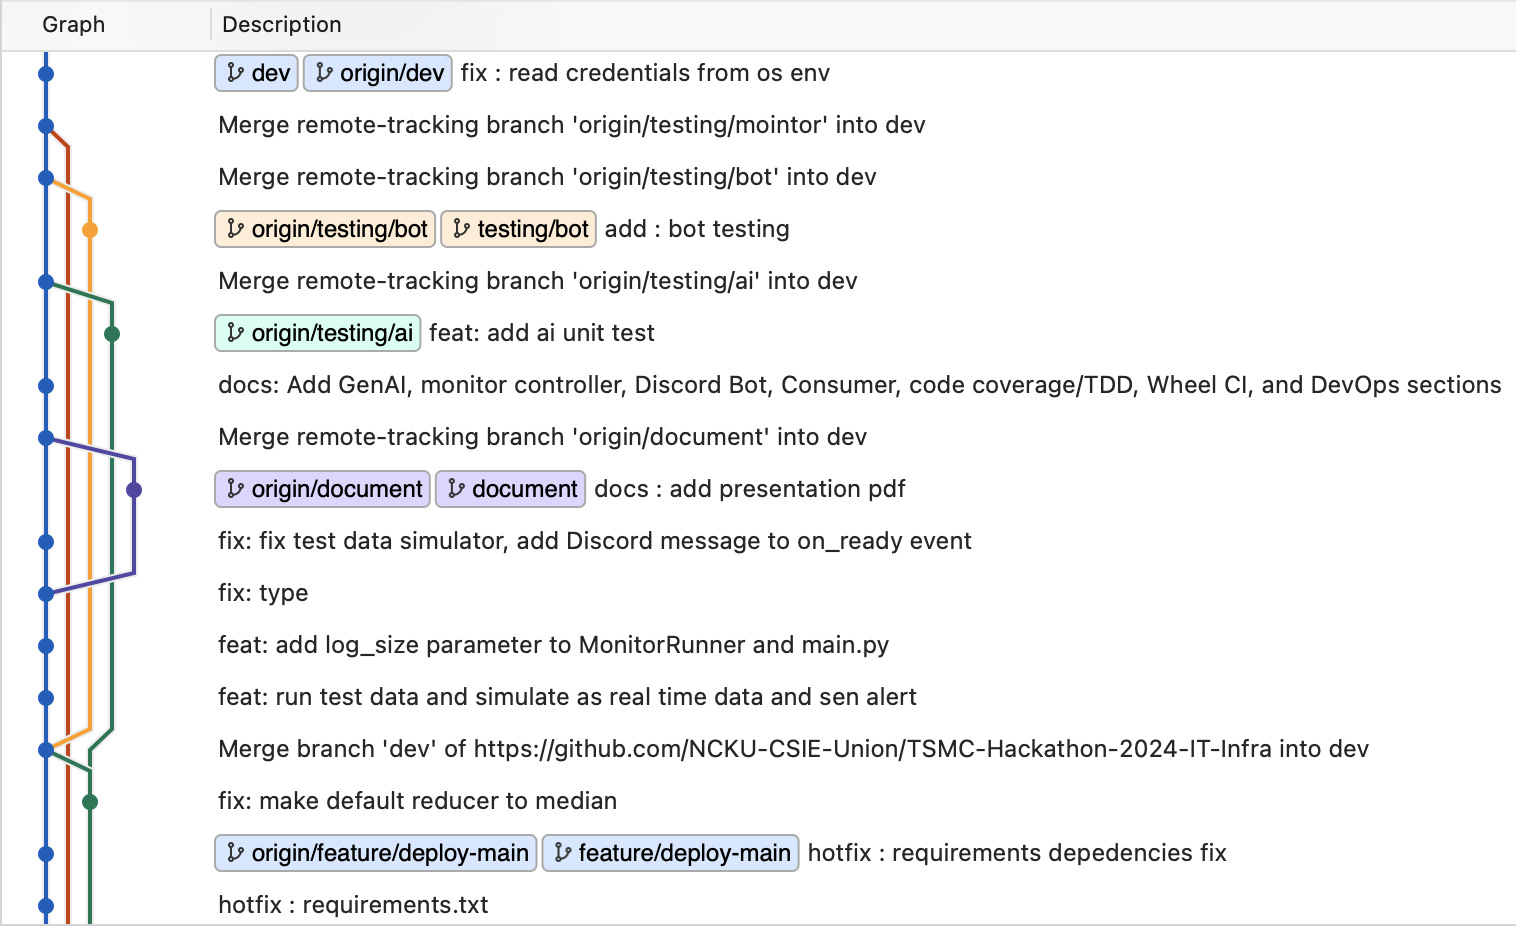 Graph Description
dev origin/dev fix : read credentials from os env
Merge remote-tracking branch 'origin/testing/mointor' into dev
Merge remote-tracking branch 'origin/testing/bot' into dev
origin/testing/bot testing/bot add : bot testing
Merge remote-tracking branch 'origin/testing/ai' into dev
origin/testing/ai feat: add ai unit test
docs: Add GenAI, monitor controller, Discord Bot, Consumer, code coverage/TDD, Wheel CI, and DevOps sections
Merge remote-tracking branch 'origin/document' into dev
origin/document document docs : add presentation pdf
fix: fix test data simulator, add Discord message to on_ready event
fix: type
feat: add log_size parameter to MonitorRunner and main.py
feat: run test data and simulate as real time data and sen alert
Merge branch 'dev' of https://github.com/NCKU-CSIE-Union/TSMC-Hackathon-2024-IT-Infra into dev
fix: make default reducer to median
origin/feature/deploy-main feature/deploy-main hotfix : requirements depedencies fix
hotfix : requirements.txt